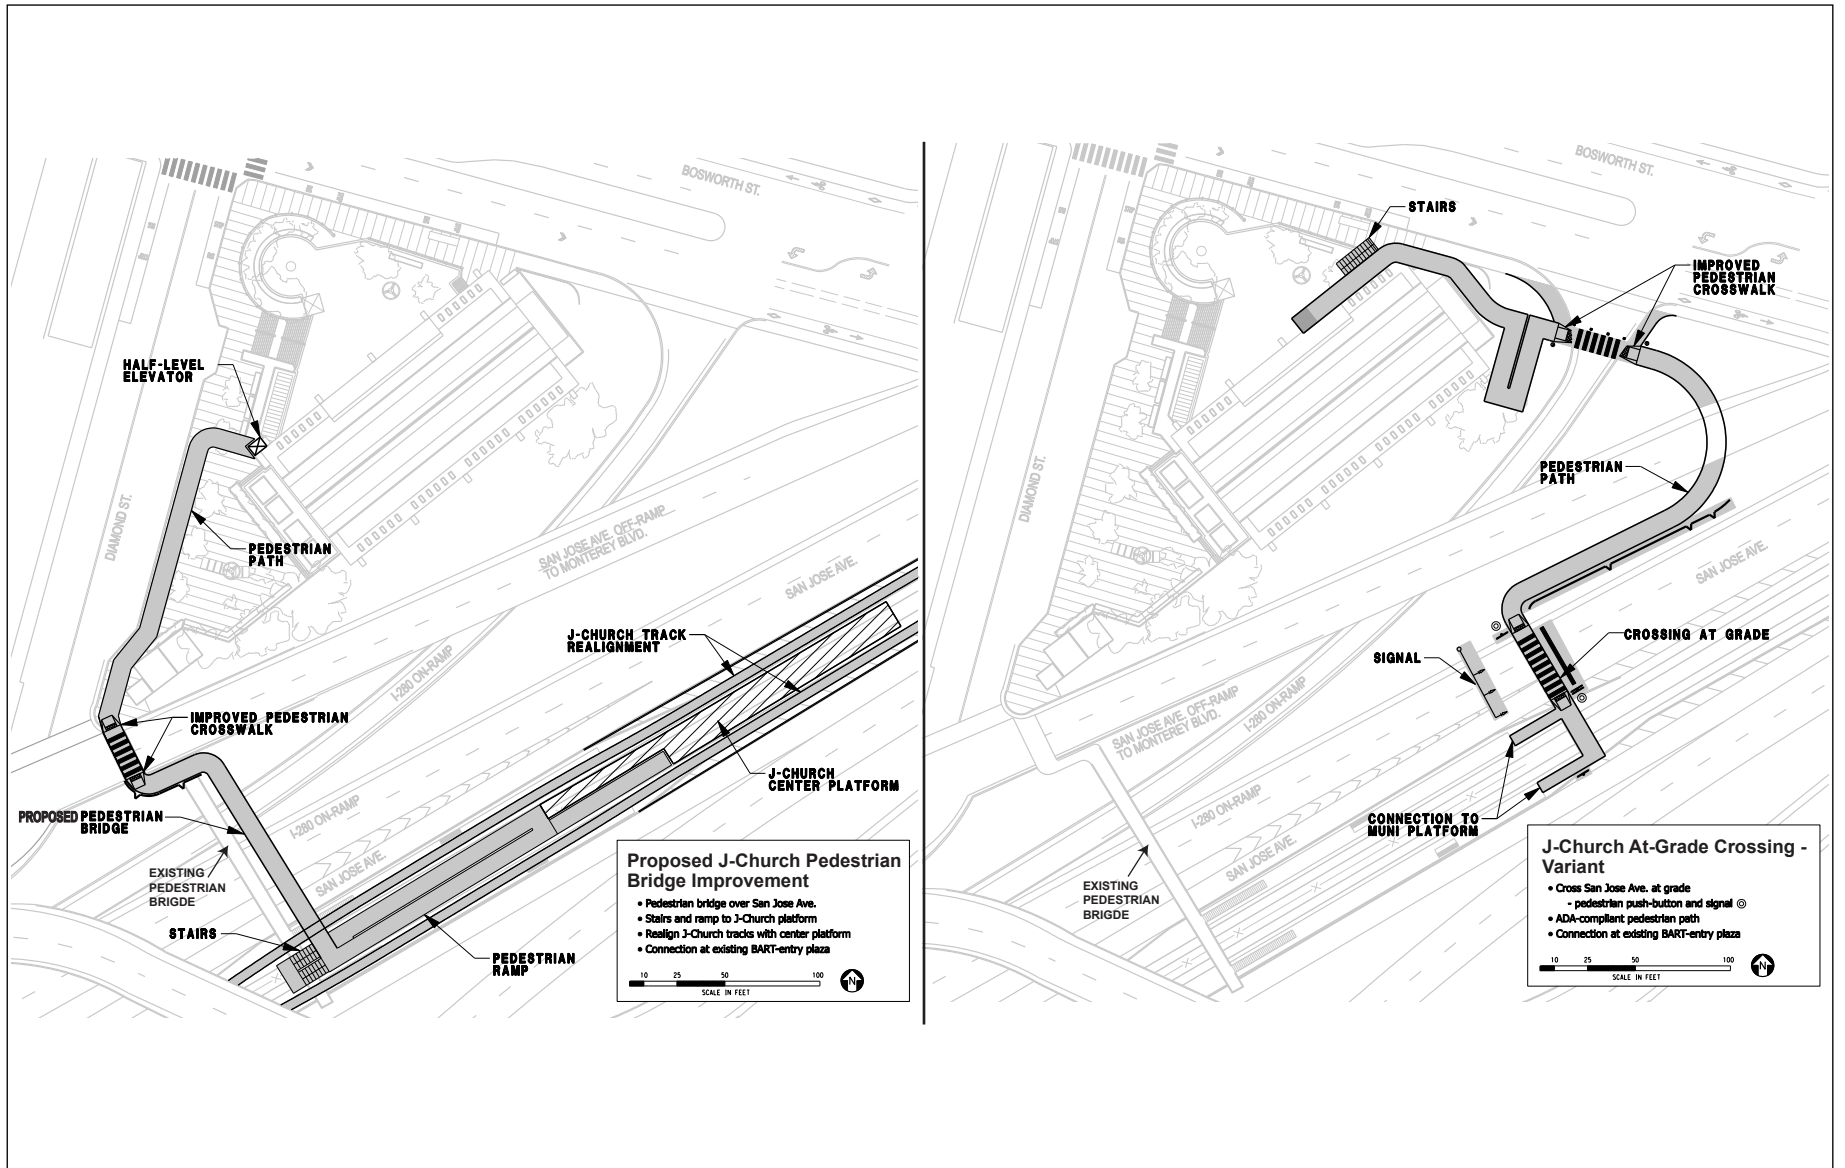 BOSWORTH ST.
HALF-LEVEL
ELEVATOR
DIAMOND ST.
PEDESTRIAN
PATH
SAN JOSE AVE. OFF-RAMP
TO MONTEREY BLVD.
SAN JOSE AVE.
J-CHURCH TRACK
REALIGNMENT
I-280 ON-RAMP
IMPROVED PEDESTRIAN
CROSSWALK
J-CHURCH
CENTER PLATFORM
PROPOSED PEDESTRIAN
BRIDGE
I-280 ON-RAMP
EXISTING
PEDESTRIAN
BRIGDE
SAN JOSE AVE.
STAIRS
PEDESTRIAN
RAMP
Proposed J-Church Pedestrian
Bridge Improvement
• Pedestrian bridge over San Jose Ave.
• Stairs and ramp to J-Church platform
• Realign J-Church tracks with center platform
• Connection at existing BART-entry plaza
10 25 50 100
SCALE IN FEET
N
BOSWORTH ST.
STAIRS
IMPROVED
PEDESTRIAN
CROSSWALK
DIAMOND ST.
PEDESTRIAN
PATH
SAN JOSE AVE.
CROSSING AT GRADE
SIGNAL
SAN JOSE AVE. OFF-RAMP
TO MONTEREY BLVD.
I-280 ON-RAMP
I-280 ON-RAMP
CONNECTION TO
MUNI PLATFORM
SAN JOSE AVE.
EXISTING
PEDESTRIAN
BRIGDE
J-Church At-Grade Crossing -
Variant
• Cross San Jose Ave. at grade
- pedestrian push-button and signal
• ADA-compliant pedestrian path
• Connection at existing BART-entry plaza
10 25 50 100
SCALE IN FEET
N